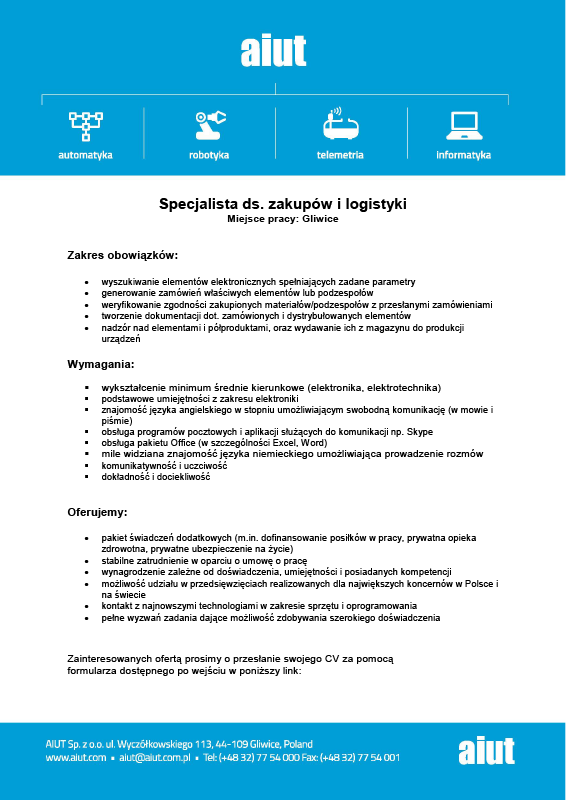 aiut
automatyka
robotyka
telemetria
informatyka
Specjalista ds. zakupów i logistyki
Miejsce pracy: Gliwice
Zakres obowiązków:
• wyszukiwanie elementów elektronicznych spełniających zadane parametry
• generowanie zamówień właściwych elementów lub podzespołów
• weryfikowanie zgodności zakupionych materiałów/podzespołów z przesłanymi zamówieniami
• tworzenie dokumentacji dot. zamówionych i dystrybułowanych elementów
• nadzór nad elementami i półproduktami, oraz wydawanie ich z magazynu do produkcji
urządzeń
Wymagania:
▪ wykształcenie minimum średnie kierunkowe (elektronika, elektrotechnika)
▪ podstawowe umiejętności z zakresu elektroniki
▪ znajomość języka angielskiego w stopniu umożliwiającym swobodną komunikację (w mowie i
piśmie)
▪ obsługa programów pocztowych i aplikacji służących do komunikacji np. Skype
▪ obsługa pakietu Office (w szczególności Excel, Word)
▪ mile widziana znajomość języka niemieckiego umożliwiająca prowadzenie rozmów
▪ komunikatywność i uczciwość
▪ dokładność i dociekliwość
Oferujemy:
• pakiet świadczeń dodatkowych (m.in. dofinansowanie posiłków w pracy, prywatna opieka
zdrowotna, prywatne ubezpieczenie na życie)
• stabilne zatrudnienie w oparciu o umowę o pracę
• wynagrodzenie zależne od doświadczenia, umiejętności i posiadanych kompetencji
• możliwość udziału w przedsięwzięciach realizowanych dla największych koncernów w Polsce i
na świecie
• kontakt z najnowszymi technologiami w zakresie sprzętu i oprogramowania
• pełne wyzwań zadania dające możliwość zdobywania szerokiego doświadczenia
Zainteresowanych ofertą prosimy o przesłanie swojego CV za pomocą
formularza dostępnego po wejściu w poniższy link:
AIUT Sp. z o.o. ul. Wyczółkowskiego 113, 44-109 Gliwice, Poland
www.aiut.com ▪ aiut@aiut.com.pl ▪ Tel: (+48 32) 77 54 000 Fax: (+48 32) 77 54 001
aiut